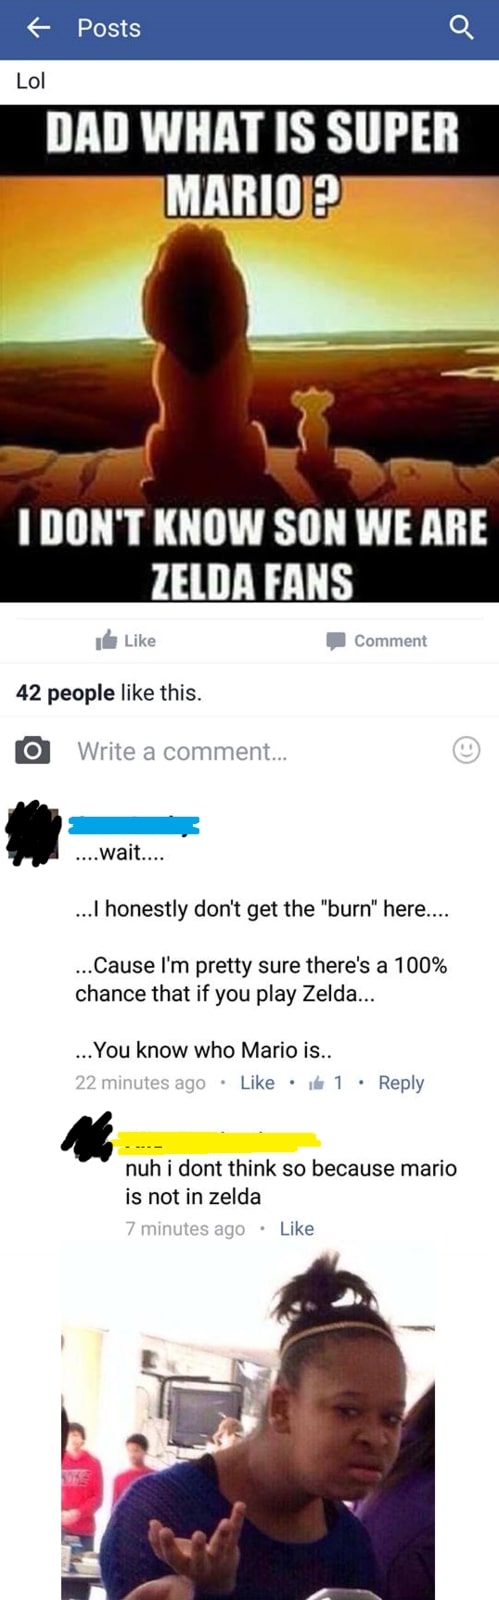 Posts
Lol
DAD WHAT IS SUPER
MARIO ?
I DON'T KNOW SON WE ARE
ZELDA FANS
Like Comment
42 people like this.
Write a comment...
....wait....
...I honestly don't get the "burn" here....
...Cause I'm pretty sure there's a 100%
chance that if you play Zelda...
...You know who Mario is..
22 minutes ago • Like • 1 • Reply
nuh i dont think so because mario
is not in zelda
7 minutes ago • Like